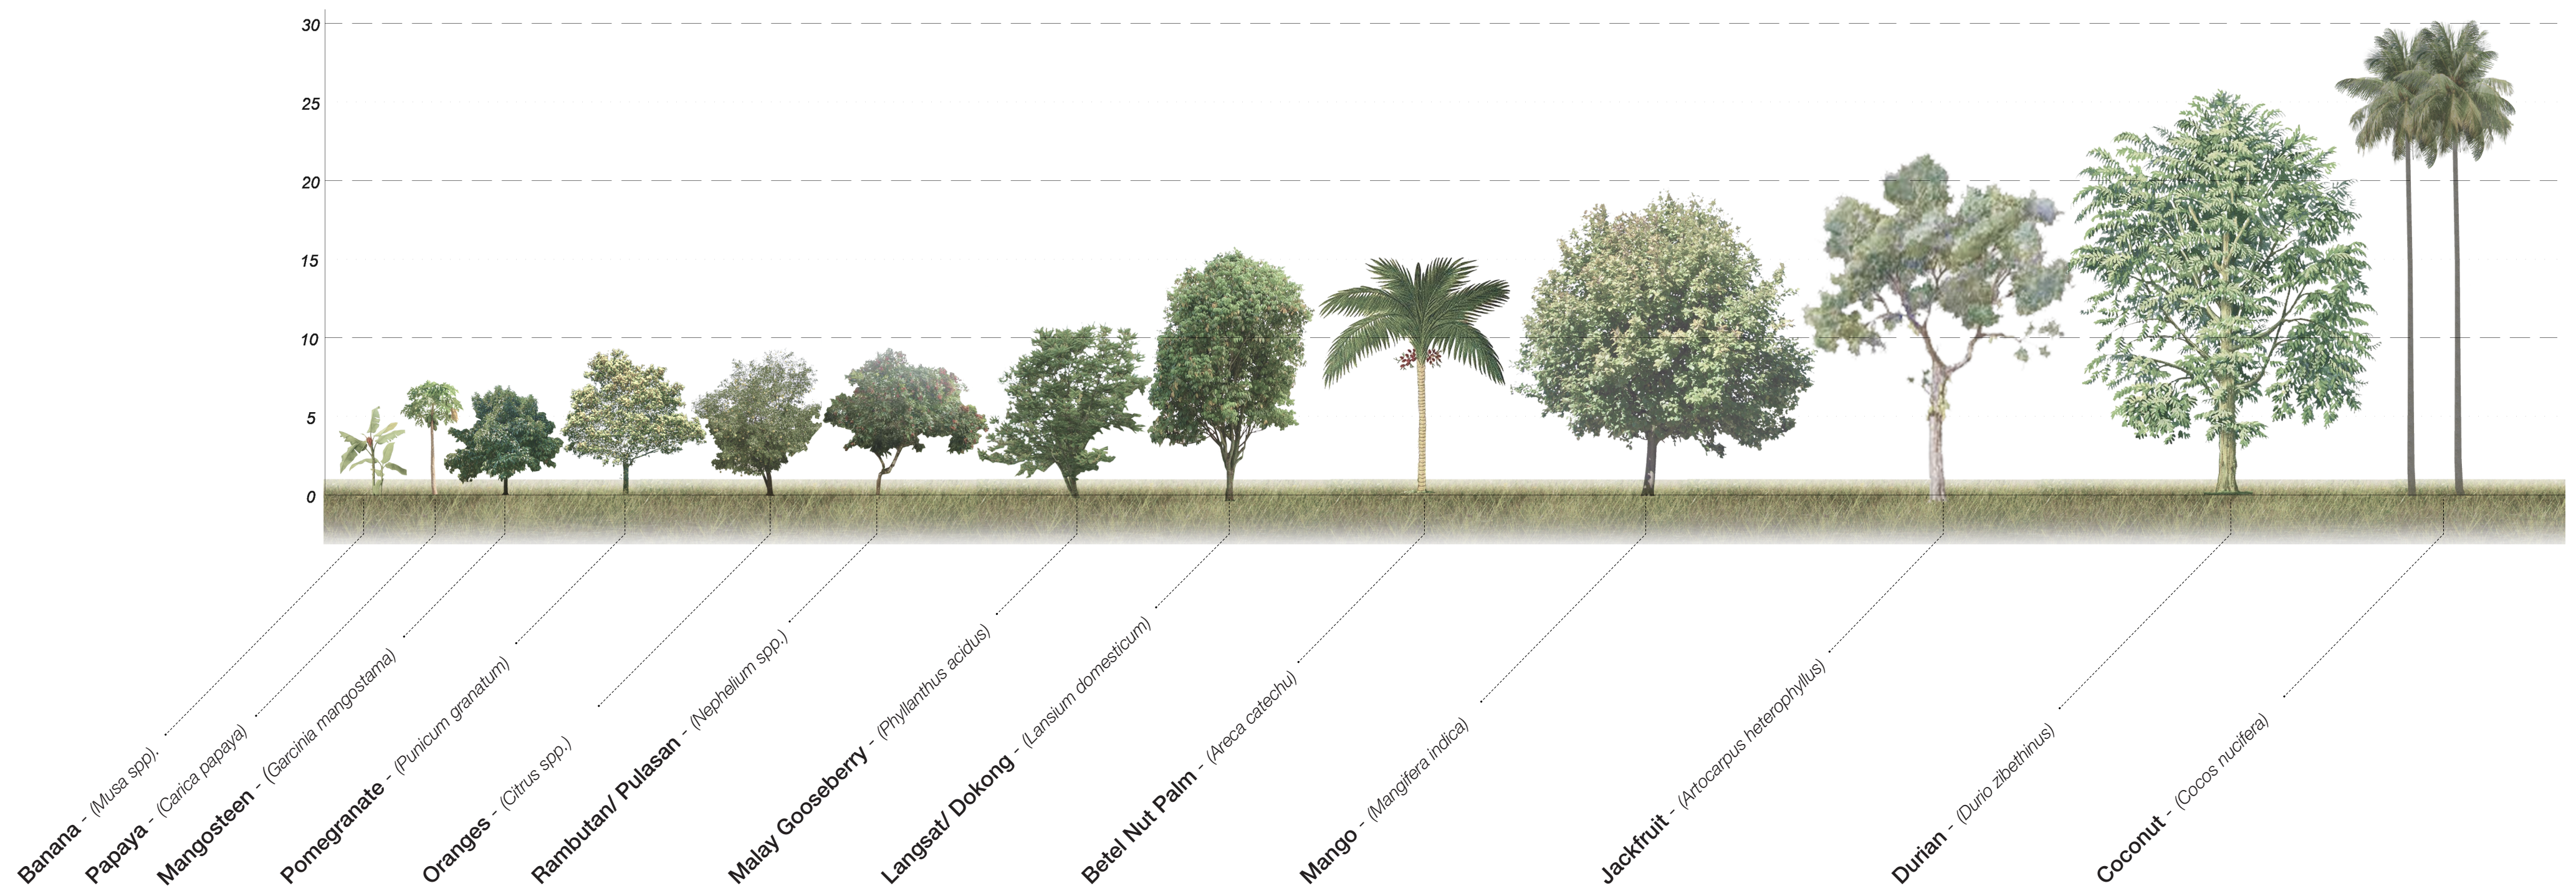 30
25
20
15
10
5
0
Banana - (Musa spp).
Papaya - (Carica papaya)
Mangosteen - (Garcinia mangostama)
Pomegranate - (Punicum granatum)
Oranges - (Citrus spp.)
Rambutan/ Pulasan - (Nephelium spp.)
Malay Gooseberry - (Phyllanthus acidus)
Langsat/ Dokong - (Lansium domesticum)
Betel Nut Palm - (Areca catechu)
Mango - (Mangifera indica)
Jackfruit - (Artocarpus heterophyllus)
Durian - (Durio zibethinus)
Coconut - (Cocos nucifera)